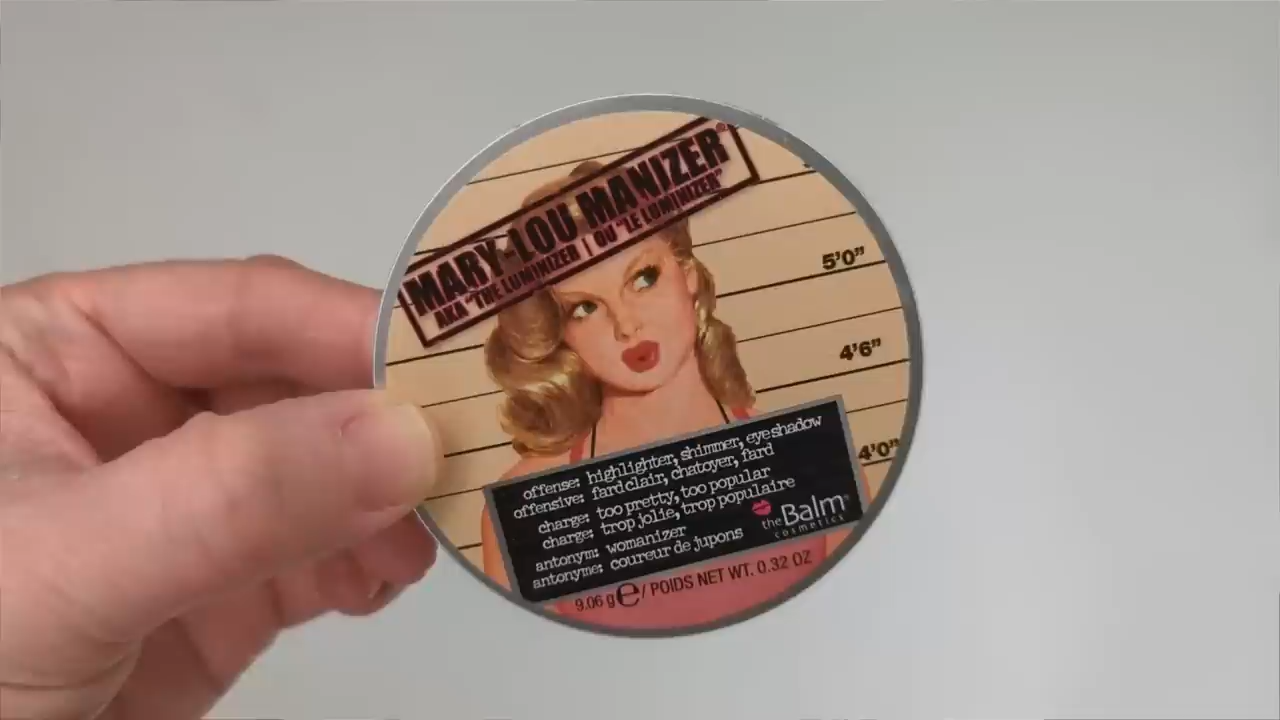 MARY-LOU MANIZER®
AKA "THE LUMINIZER | OU "LE LUMINIZER"
5'0”
4'6”
4'0”
offense: highlighter, shimmer, eyeshadow
offensive: fard clair, chatoyer, fard
charge: too pretty, too popular
charge: trop jolie, trop populaire
antonym: womanizer
antonyme: coureur de jupons
theBalm®
cosmetics
9.06 g e / POIDS NET WT. 0.32 OZ